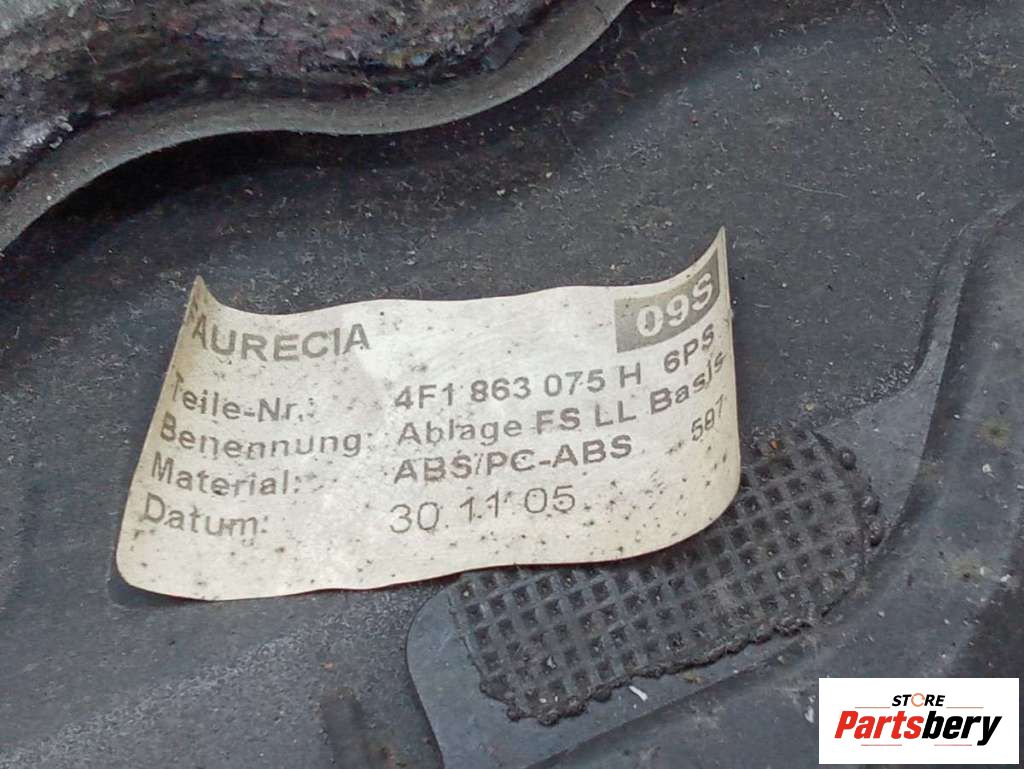 FAURECIA 09S
Teile-Nr.: 4F1 863 075 H 6PS
Benennung: Ablage FS LL Basis
Material: ABS/PC-ABS 597
Datum: 30 11 05
STORE
Partsbery